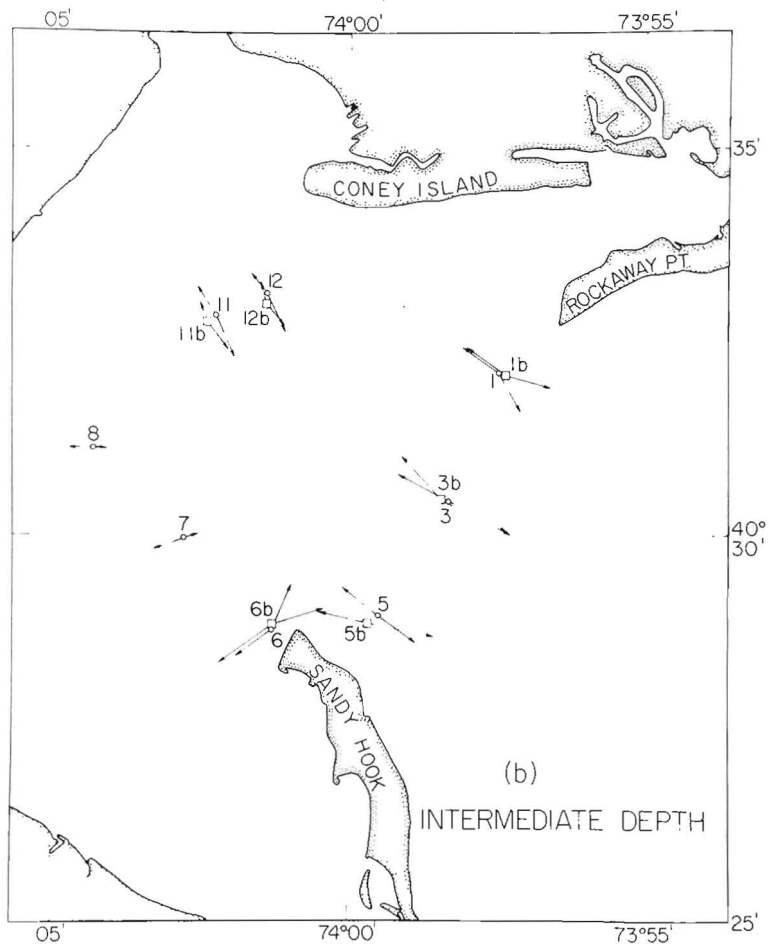 05' 74°00' 73°55'
35'
CONEY ISLAND
ROCKAWAY PT
12
11
12b
11b
1b
1
8
3b
3
7
40°
30'
6b
5
6
5b
SANDY HOOK
(b)
INTERMEDIATE DEPTH
25'
05' 74°00' 73°55'